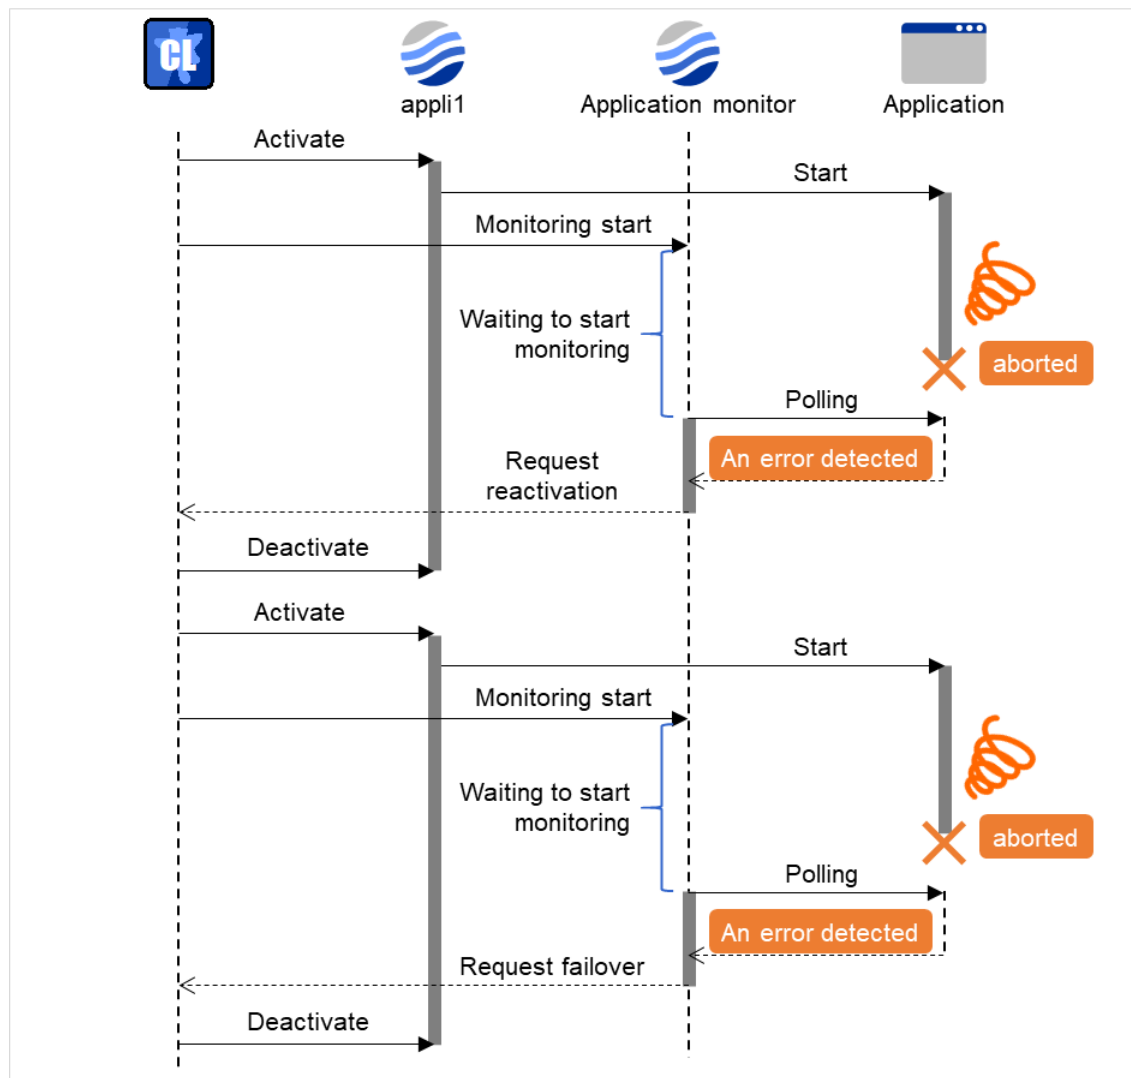 CL
appli1
Application monitor
Application
Activate
Start
Monitoring start
Waiting to start
monitoring
aborted
Polling
An error detected
Request
reactivation
Deactivate
Activate
Start
Monitoring start
Waiting to start
monitoring
aborted
Polling
An error detected
Request failover
Deactivate